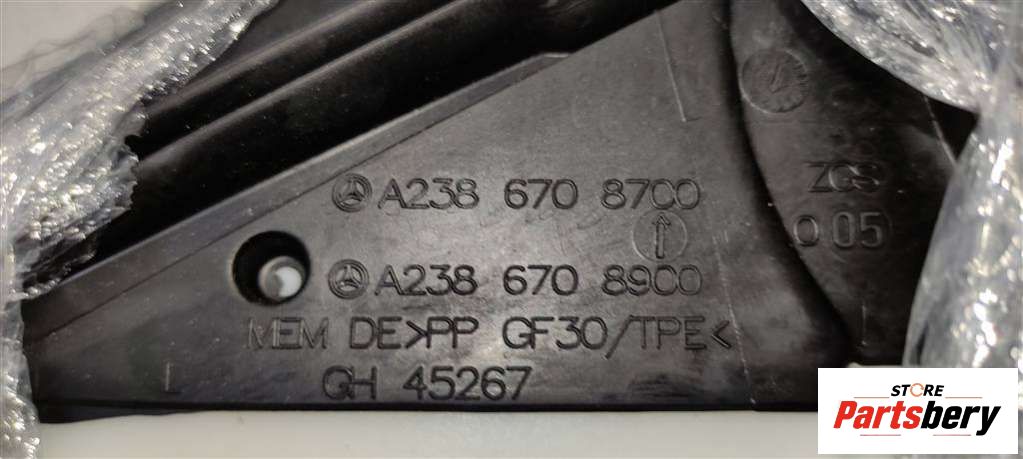 A238 670 8700
ZGS
005
A238 670 8900
MEM DE>PP GF30/TPE<
GH 45267
L
STORE
Partsbery